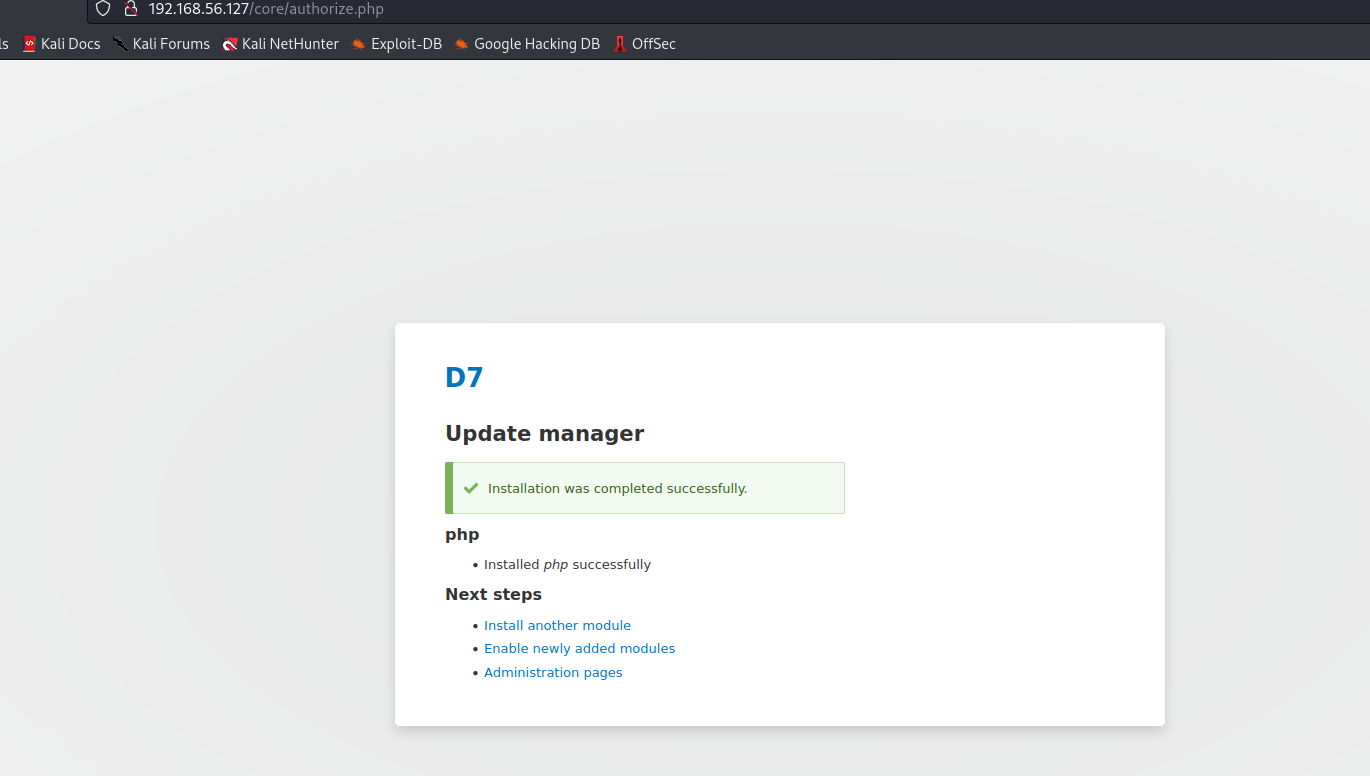 192.168.56.127/core/authorize.php
ls Kali Docs Kali Forums Kali NetHunter Exploit-DB Google Hacking DB OffSec
D7
Update manager
Installation was completed successfully.
php
• Installed php successfully
Next steps
• Install another module
• Enable newly added modules
• Administration pages